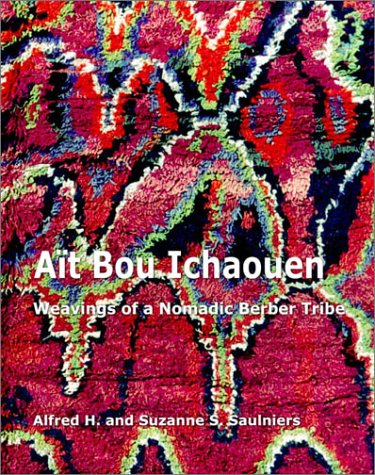 Aït Bou Ichaouen
Weavings of a Nomadic Berber Tribe
Alfred H. and Suzanne S. Saulniers